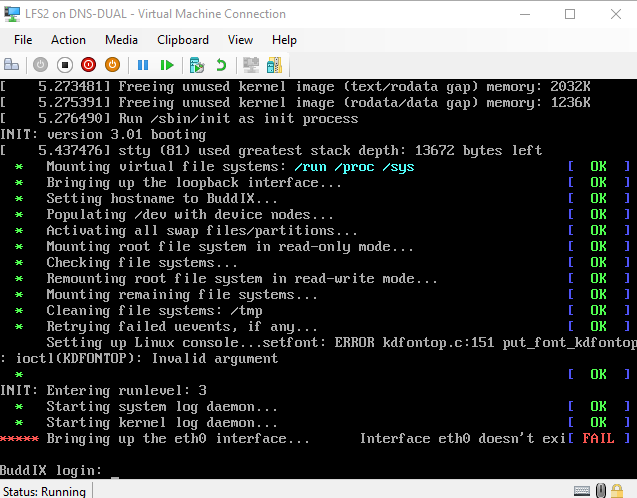 LFS2 on DNS-DUAL - Virtual Machine Connection
File Action Media Clipboard View Help
[    5.273481] Freeing unused kernel image (text/rodata gap) memory: 2032K
[    5.275391] Freeing unused kernel image (rodata/data gap) memory: 1236K
[    5.276490] Run /sbin/init as init process
INIT: version 3.01 booting
[    5.437476] stty (81) used greatest stack depth: 13672 bytes left
* Mounting virtual file systems: /run /proc /sys [ OK ]
* Bringing up the loopback interface... [ OK ]
* Setting hostname to BuddIX... [ OK ]
* Populating /dev with device nodes... [ OK ]
* Activating all swap files/partitions... [ OK ]
* Mounting root file system in read-only mode... [ OK ]
* Checking file systems... [ OK ]
* Remounting root file system in read-write mode... [ OK ]
* Mounting remaining file systems... [ OK ]
* Cleaning file systems: /tmp [ OK ]
* Retrying failed uevents, if any... [ OK ]
Setting up Linux console...setfont: ERROR kdfontop.c:151 put_font_kdfontop
: ioctl(KDFONTOP): Invalid argument
* [ OK ]
INIT: Entering runlevel: 3
* Starting system log daemon... [ OK ]
* Starting kernel log daemon... [ OK ]
***** Bringing up the eth0 interface... Interface eth0 doesn't exi[ FAIL ]
BuddIX login: _
Status: Running